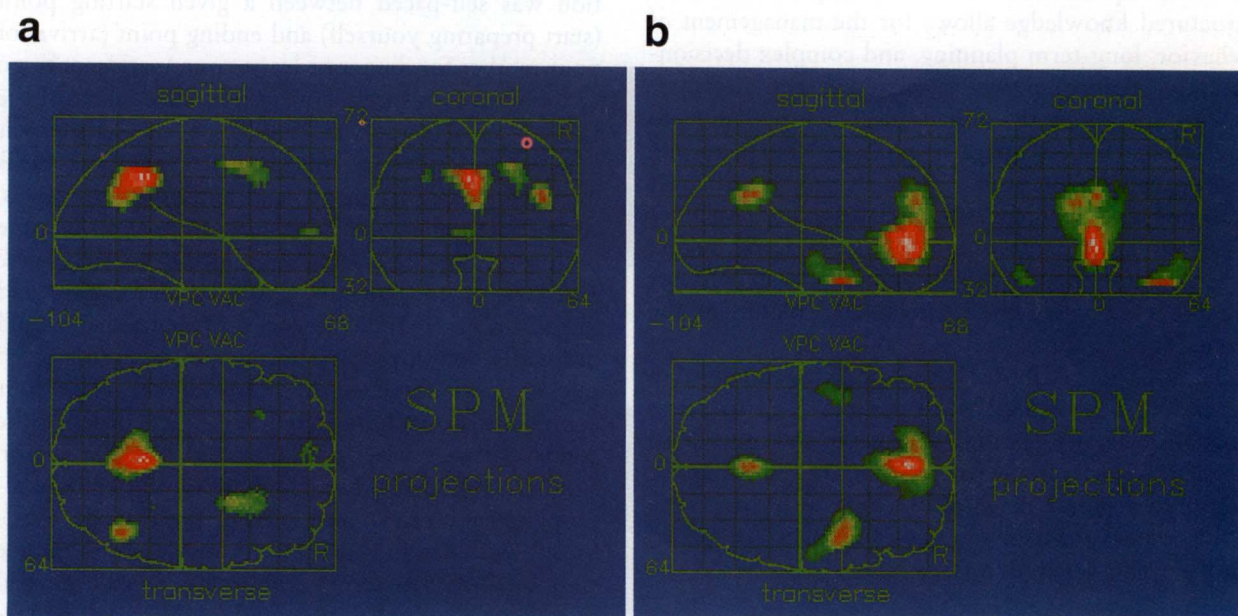 a
b
sagittal
coronal
72
R
0
0
32
VPC VAC
0
64
-104
68
VPC VAC
0
64
R
transverse
SPM
projections
sagittal
coronal
72
R
0
0
32
VPC VAC
0
64
-104
68
VPC VAC
0
64
R
transverse
SPM
projections